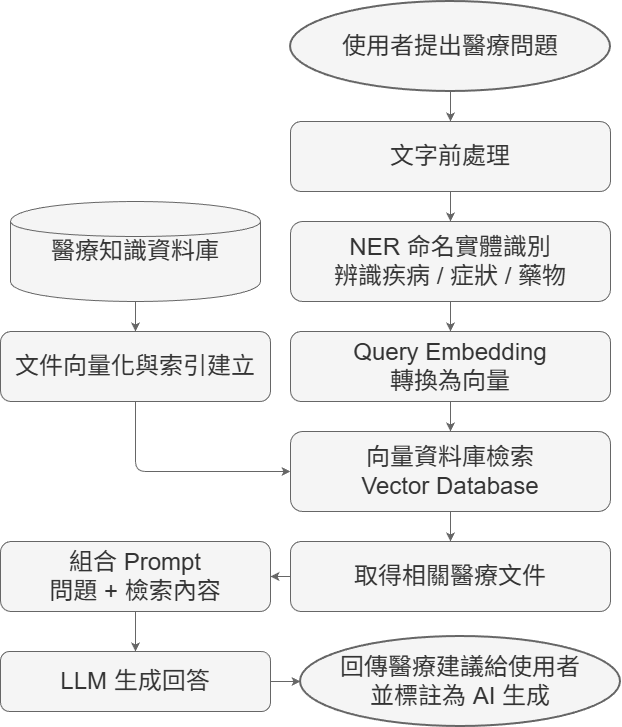 使用者提出醫療問題
文字前處理
NER 命名實體識別
辨識疾病 / 症狀 / 藥物
醫療知識資料庫
文件向量化與索引建立
Query Embedding
轉換為向量
向量資料庫檢索
Vector Database
取得相關醫療文件
組合 Prompt
問題 + 檢索內容
LLM 生成回答
回傳醫療建議給使用者
並標註為 AI 生成